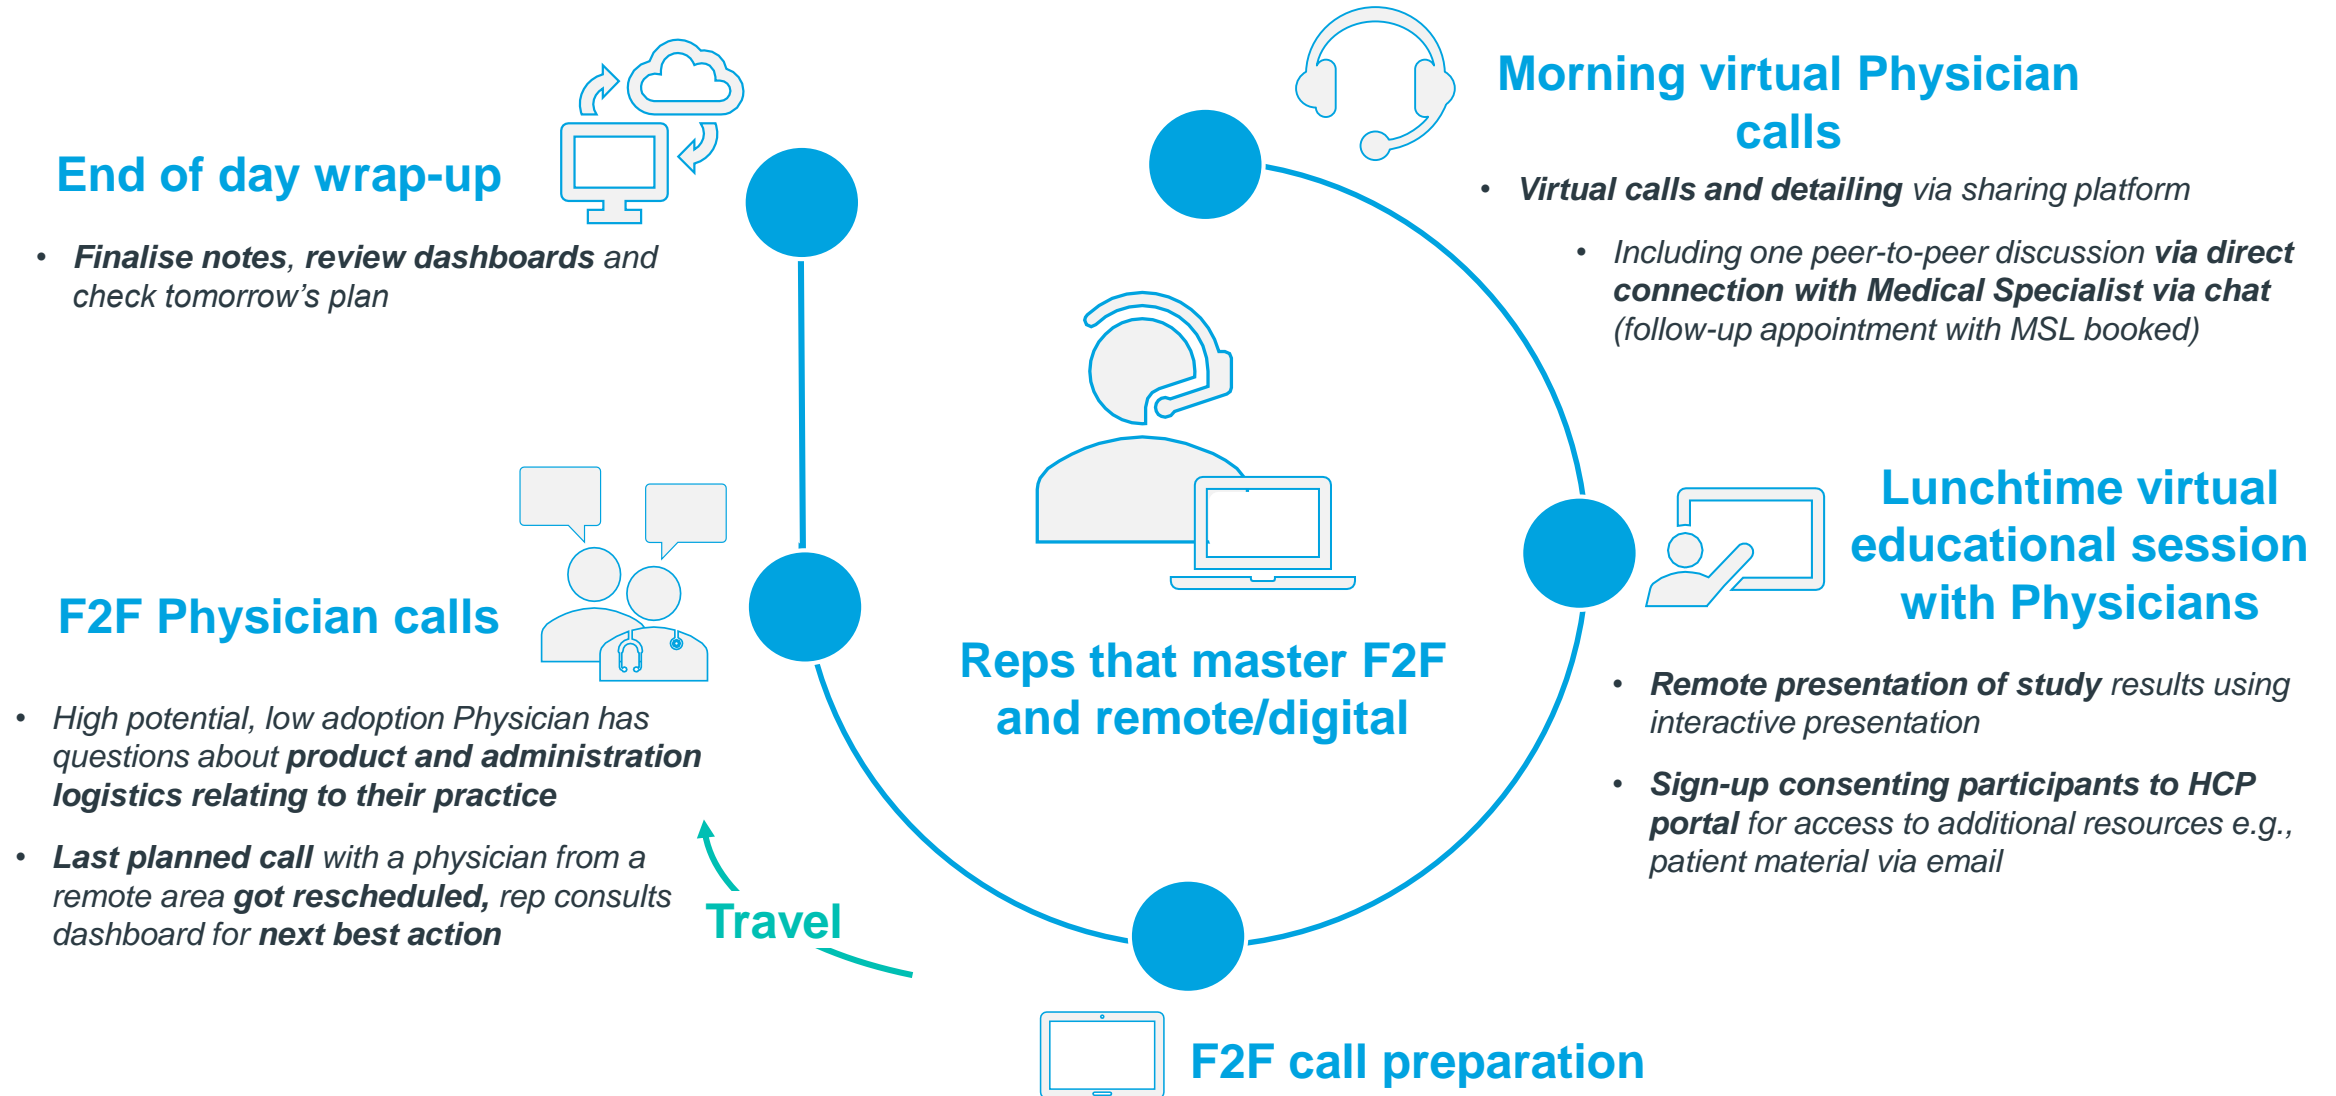 Morning virtual Physician
calls
• Virtual calls and detailing via sharing platform
• Including one peer-to-peer discussion via direct
connection with Medical Specialist via chat
(follow-up appointment with MSL booked)
Lunchtime virtual
educational session
with Physicians
• Remote presentation of study results using
interactive presentation
• Sign-up consenting participants to HCP
portal for access to additional resources e.g.,
patient material via email
F2F call preparation
Travel
F2F Physician calls
• High potential, low adoption Physician has
questions about product and administration
logistics relating to their practice
• Last planned call with a physician from a
remote area got rescheduled, rep consults
dashboard for next best action
End of day wrap-up
• Finalise notes, review dashboards and
check tomorrow's plan
Reps that master F2F
and remote/digital